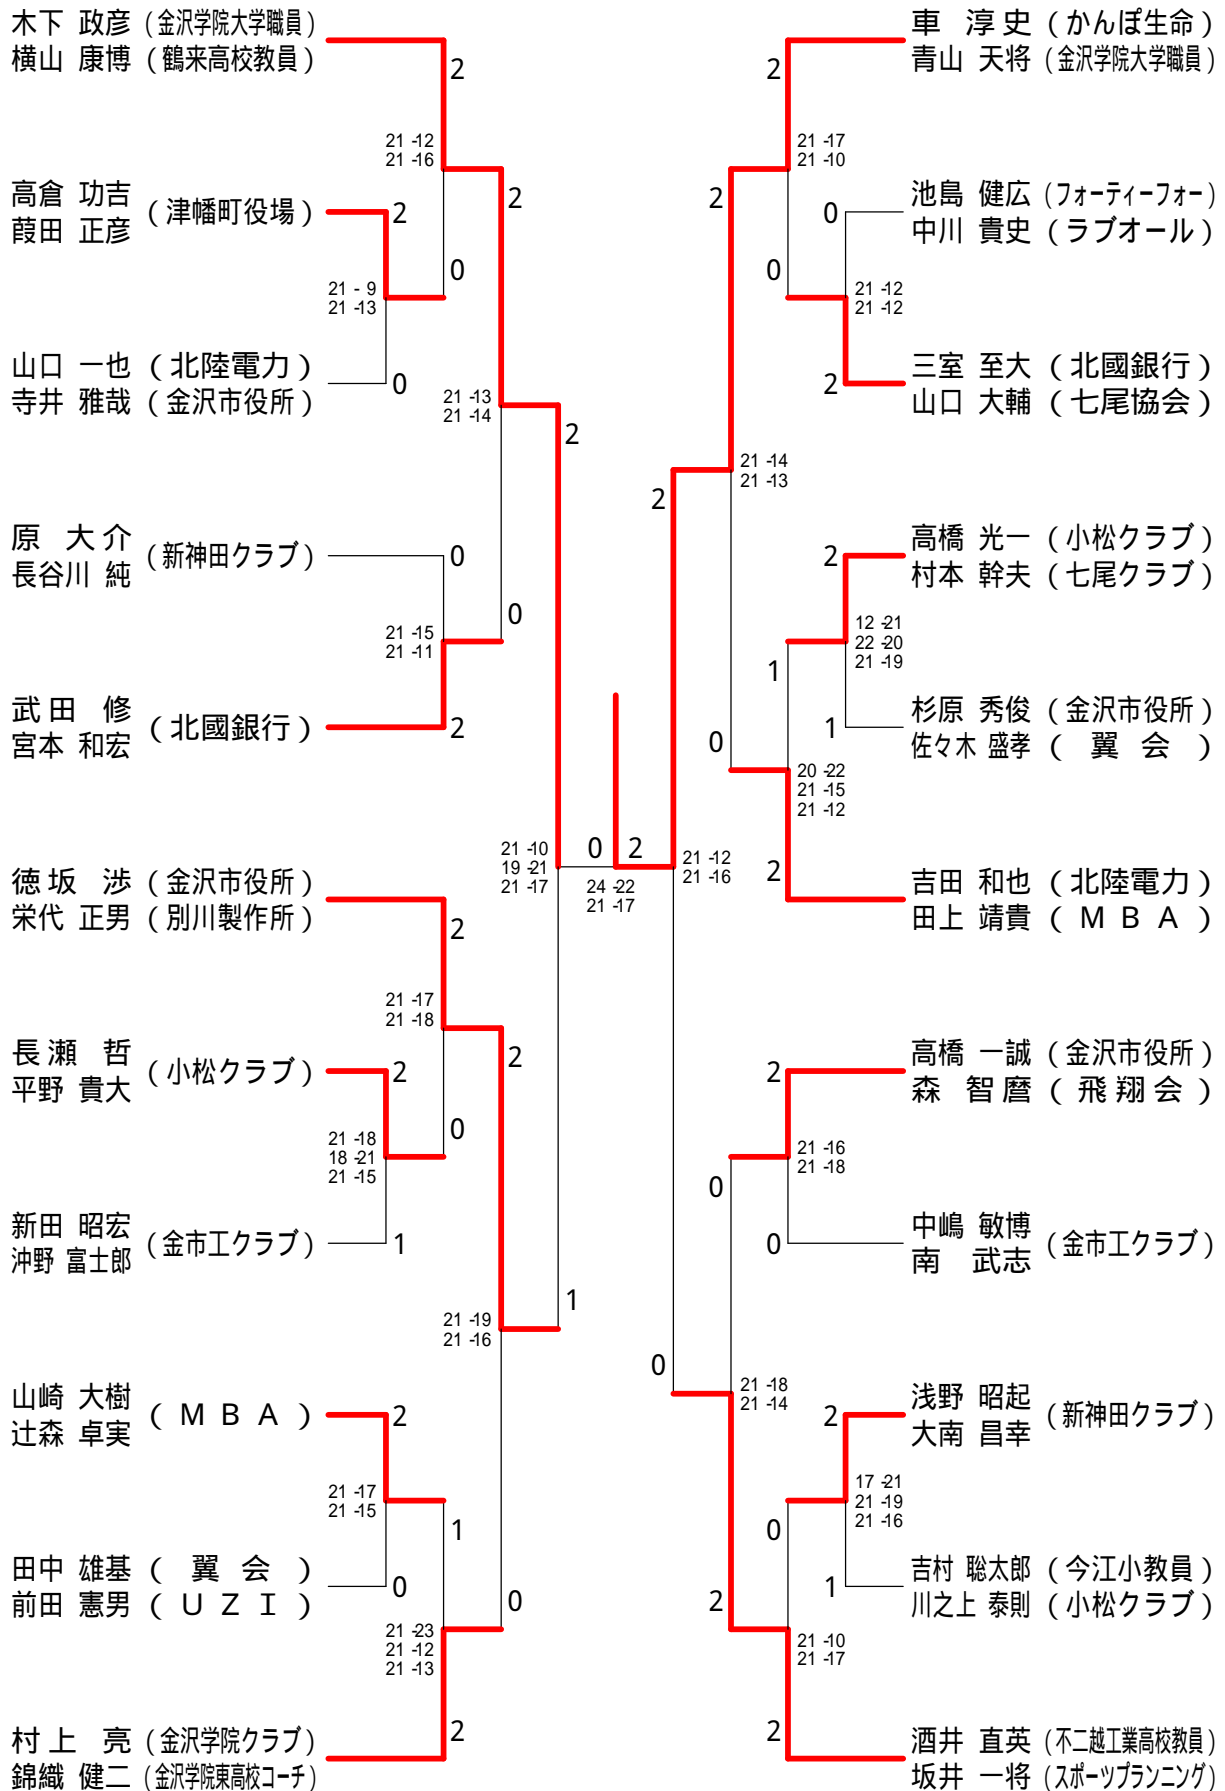 木下 政彦 (金沢学院大学職員)
横山 康博 (鶴来高校教員)
2
21 -12
21 -16
高倉 功吉
葭田 正彦
(津幡町役場)
2
2
0
21 - 9
21 -13
山口 一也 (北陸電力)
寺井 雅哉 (金沢市役所)
0
21 -13
21 -14
2
原 大介
長谷川 純
(新神田クラブ)
0
0
21 -15
21 -11
武田 修
宮本 和宏
(北國銀行)
2
徳坂 渉 (金沢市役所)
栄代 正男 (別川製作所)
2
21 -10
19 -21
21 -17
0
2
24 -22
21 -17
21 -17
21 -18
長瀬 哲
平野 貴大
(小松クラブ)
2
2
0
21 -18
18 -21
21 -15
新田 昭宏
沖野 富士郎
(金市工クラブ)
1
1
21 -19
21 -16
山崎 大樹
辻森 卓実
(MBA)
2
21 -17
21 -15
1
田中 雄基 (翼会)
前田 憲男 (UZI)
0
0
21 -23
21 -12
21 -13
村上 亮 (金沢学院クラブ)
錦織 健二 (金沢学院東高校コーチ)
2
車 淳史 (かんぽ生命)
青山 天将 (金沢学院大学職員)
2
21 -17
21 -10
2
0
池島 健広 (フォーティーフォー)
中川 貴史 (ラブオール)
0
21 -12
21 -12
三室 至大 (北國銀行)
山口 大輔 (七尾協会)
2
21 -14
21 -13
2
高橋 光一 (小松クラブ)
村本 幹夫 (七尾クラブ)
2
12 -21
22 -20
21 -19
1
杉原 秀俊 (金沢市役所)
佐々木 盛孝 (翼会)
1
0
20 -22
21 -15
21 -12
吉田 和也 (北陸電力)
田上 靖貴 (MBA)
2
21 -12
21 -16
高橋 一誠 (金沢市役所)
森 智麿 (飛翔会)
2
21 -16
21 -18
0
中嶋 敏博
南 武志
(金市工クラブ)
0
0
21 -18
21 -14
浅野 昭起
大南 昌幸
(新神田クラブ)
2
17 -21
21 -19
21 -16
0
吉村 聡太郎 (今江小教員)
川之上 泰則 (小松クラブ)
1
2
21 -10
21 -17
酒井 直英 (不二越工業高校教員)
坂井 一将 (スポーツプランニング)
2